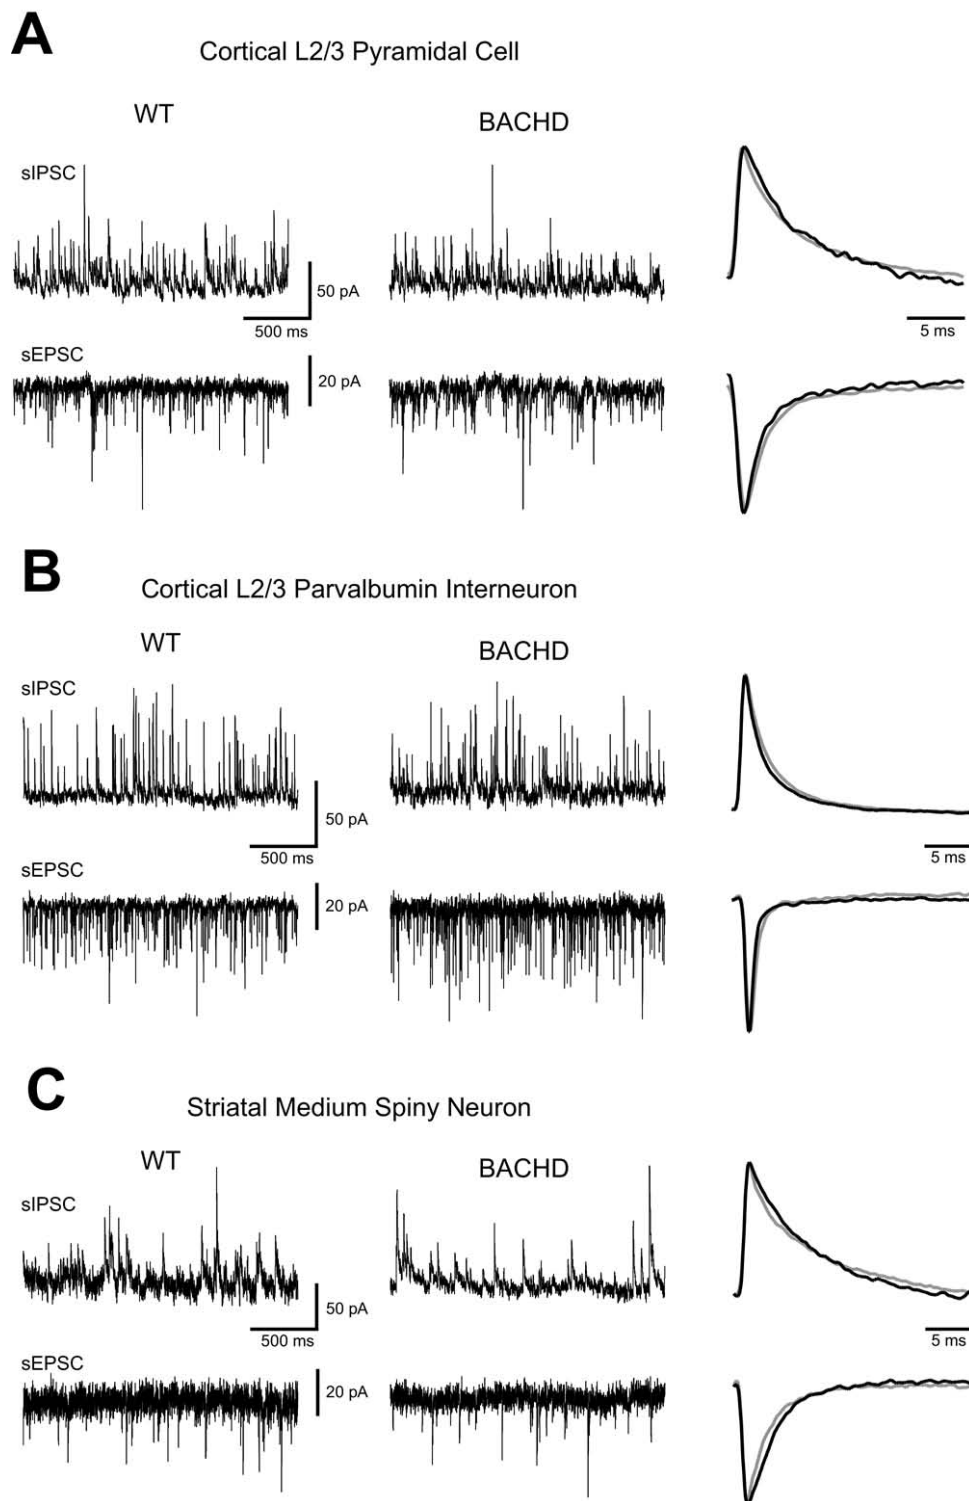 A
Cortical L2/3 Pyramidal Cell
WT
BACHD
sIPSC
50 pA
500 ms
5 ms
sEPSC
20 pA
B
Cortical L2/3 Parvalbumin Interneuron
WT
BACHD
sIPSC
50 pA
500 ms
5 ms
sEPSC
20 pA
C
Striatal Medium Spiny Neuron
WT
BACHD
sIPSC
50 pA
500 ms
5 ms
sEPSC
20 pA